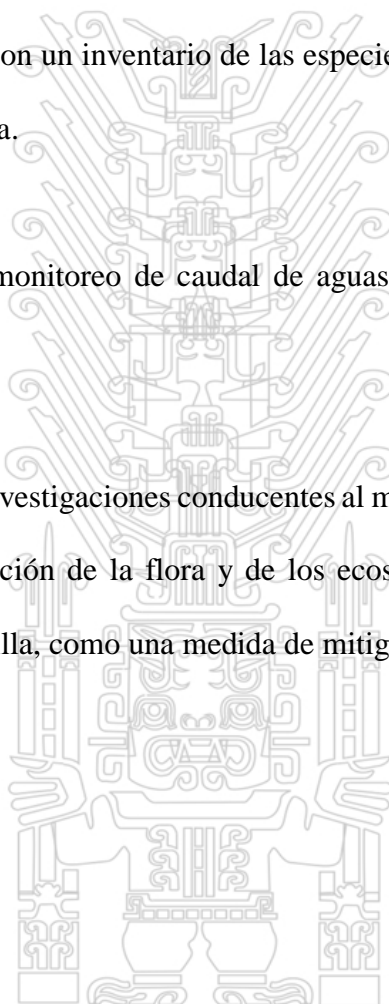 on un inventario de las especie
a.
monitoreo de caudal de aguas
vestigaciones conducentes al m
ción de la flora y de los ecos
lla, como una medida de mitig